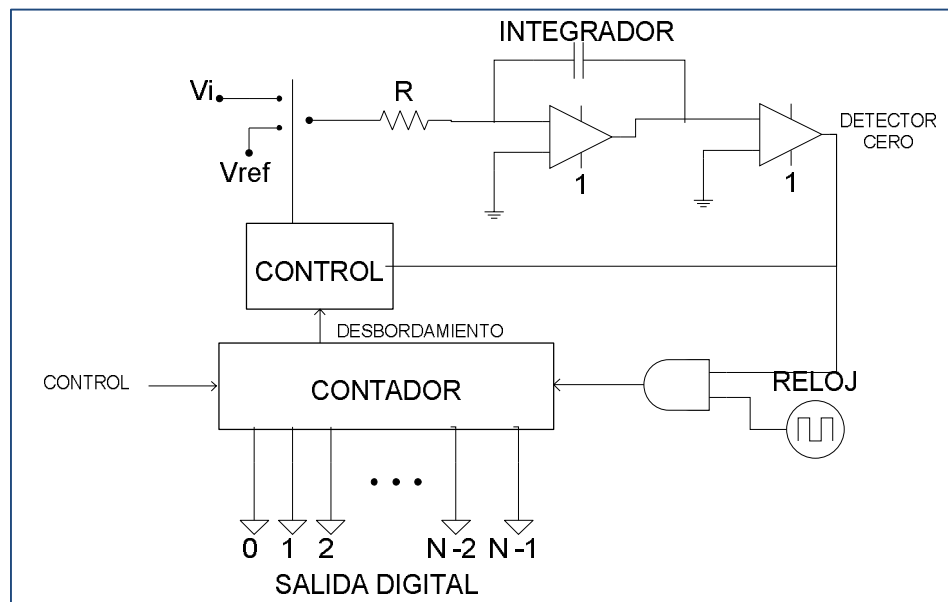 INTEGRADOR
Vi
R
Vref
1
1
DETECTOR
CERO
CONTROL
DESBORDAMIENTO
CONTROL
CONTADOR
RELOJ
0 1 2 N-2 N-1
SALIDA DIGITAL